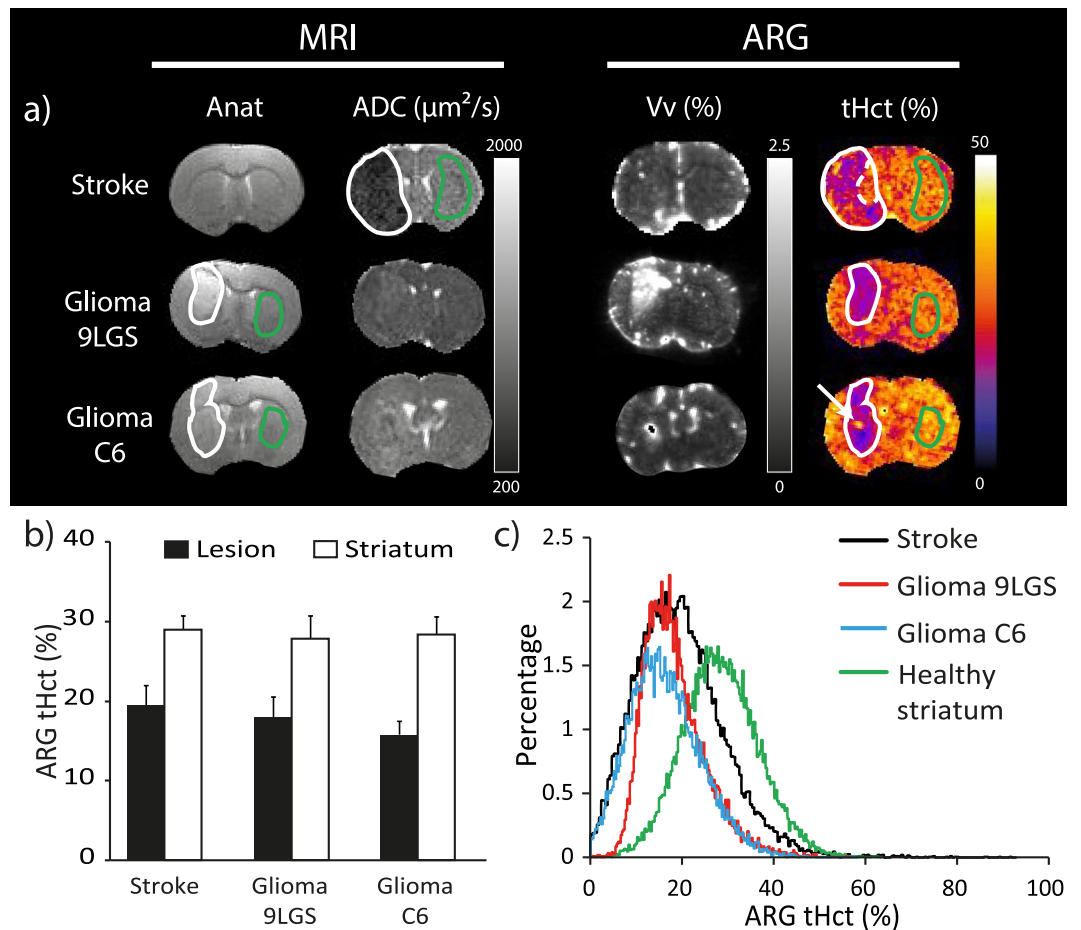 MRI
ARG
a)
Anat
ADC (µm²/s)
Vv (%)
tHct (%)
2000
2.5
50
Stroke
Glioma
9LGS
Glioma
C6
200
0
0
b)
40
30
20
10
0
ARG tHct (%)
Lesion
Striatum
Stroke
Glioma
9LGS
Glioma
C6
c)
2.5
2
1.5
1
0.5
0
Percentage
Stroke
Glioma 9LGS
Glioma C6
Healthy
striatum
0
20
40
60
80
100
ARG tHct (%)